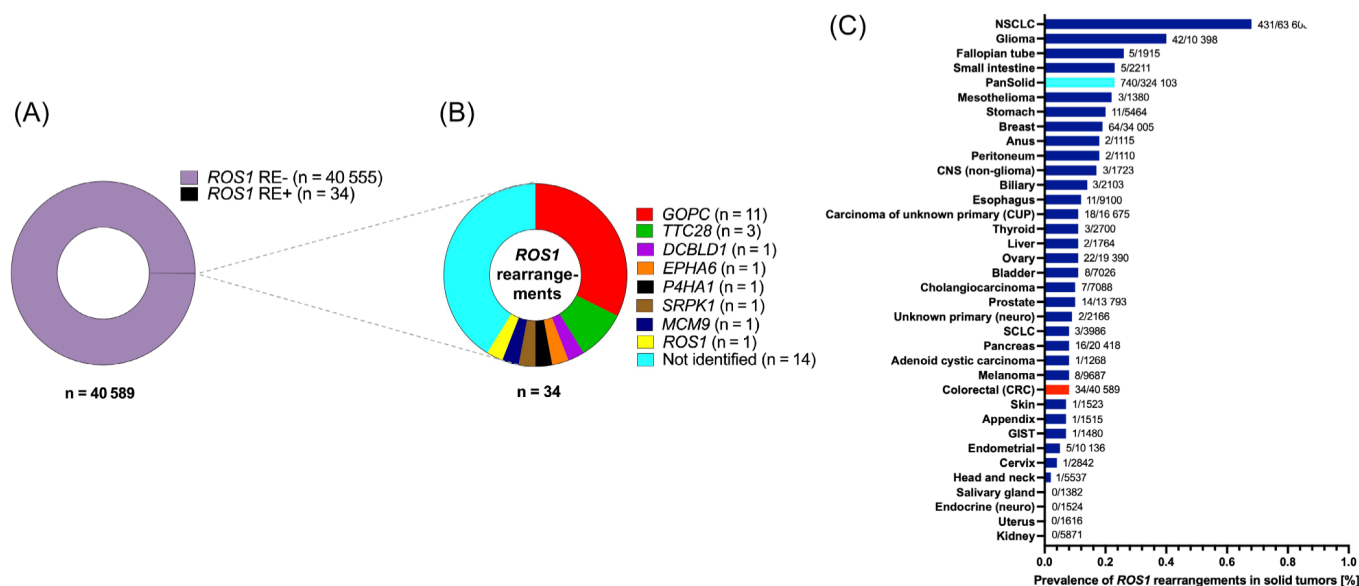 (A)
ROS1 RE- (n = 40 555)
ROS1 RE+ (n = 34)
n = 40 589
(B)
ROS1
rearrange-
ments
GOPC (n = 11)
TTC28 (n = 3)
DCBLD1 (n = 1)
EPHA6 (n = 1)
P4HA1 (n = 1)
SRPK1 (n = 1)
MCM9 (n = 1)
ROS1 (n = 1)
Not identified (n = 14)
n = 34
(C)
NSCLC 431/63
Glioma 42/10 398
Fallopian tube 5/1915
Small intestine 5/2211
PanSolid 740/324 103
Mesothelioma 3/1380
Stomach 11/5464
Breast 64/34 005
Anus 2/1115
Peritoneum 2/1110
CNS (non-glioma) 3/1723
Biliary 3/2103
Esophagus 11/9100
Carcinoma of unknown primary (CUP) 18/16 675
Thyroid 3/2700
Liver 2/1764
Ovary 22/19 390
Bladder 8/7026
Cholangiocarcinoma 7/7088
Prostate 14/13 793
Unknown primary (neuro) 2/2166
SCLC 3/3986
Pancreas 16/20 418
Adenoid cystic carcinoma 1/1268
Melanoma 8/9687
Colorectal (CRC) 34/40 589
Skin 1/1523
Appendix 1/1515
GIST 1/1480
Endometrial 5/10 136
Cervix 1/2842
Head and neck 1/5537
Salivary gland 0/1382
Endocrine (neuro) 0/1524
Uterus 0/1616
Kidney 0/5871
0.0 0.2 0.4 0.6 0.8 1.0
Prevalence of ROS1 rearrangements in solid tumors [%]